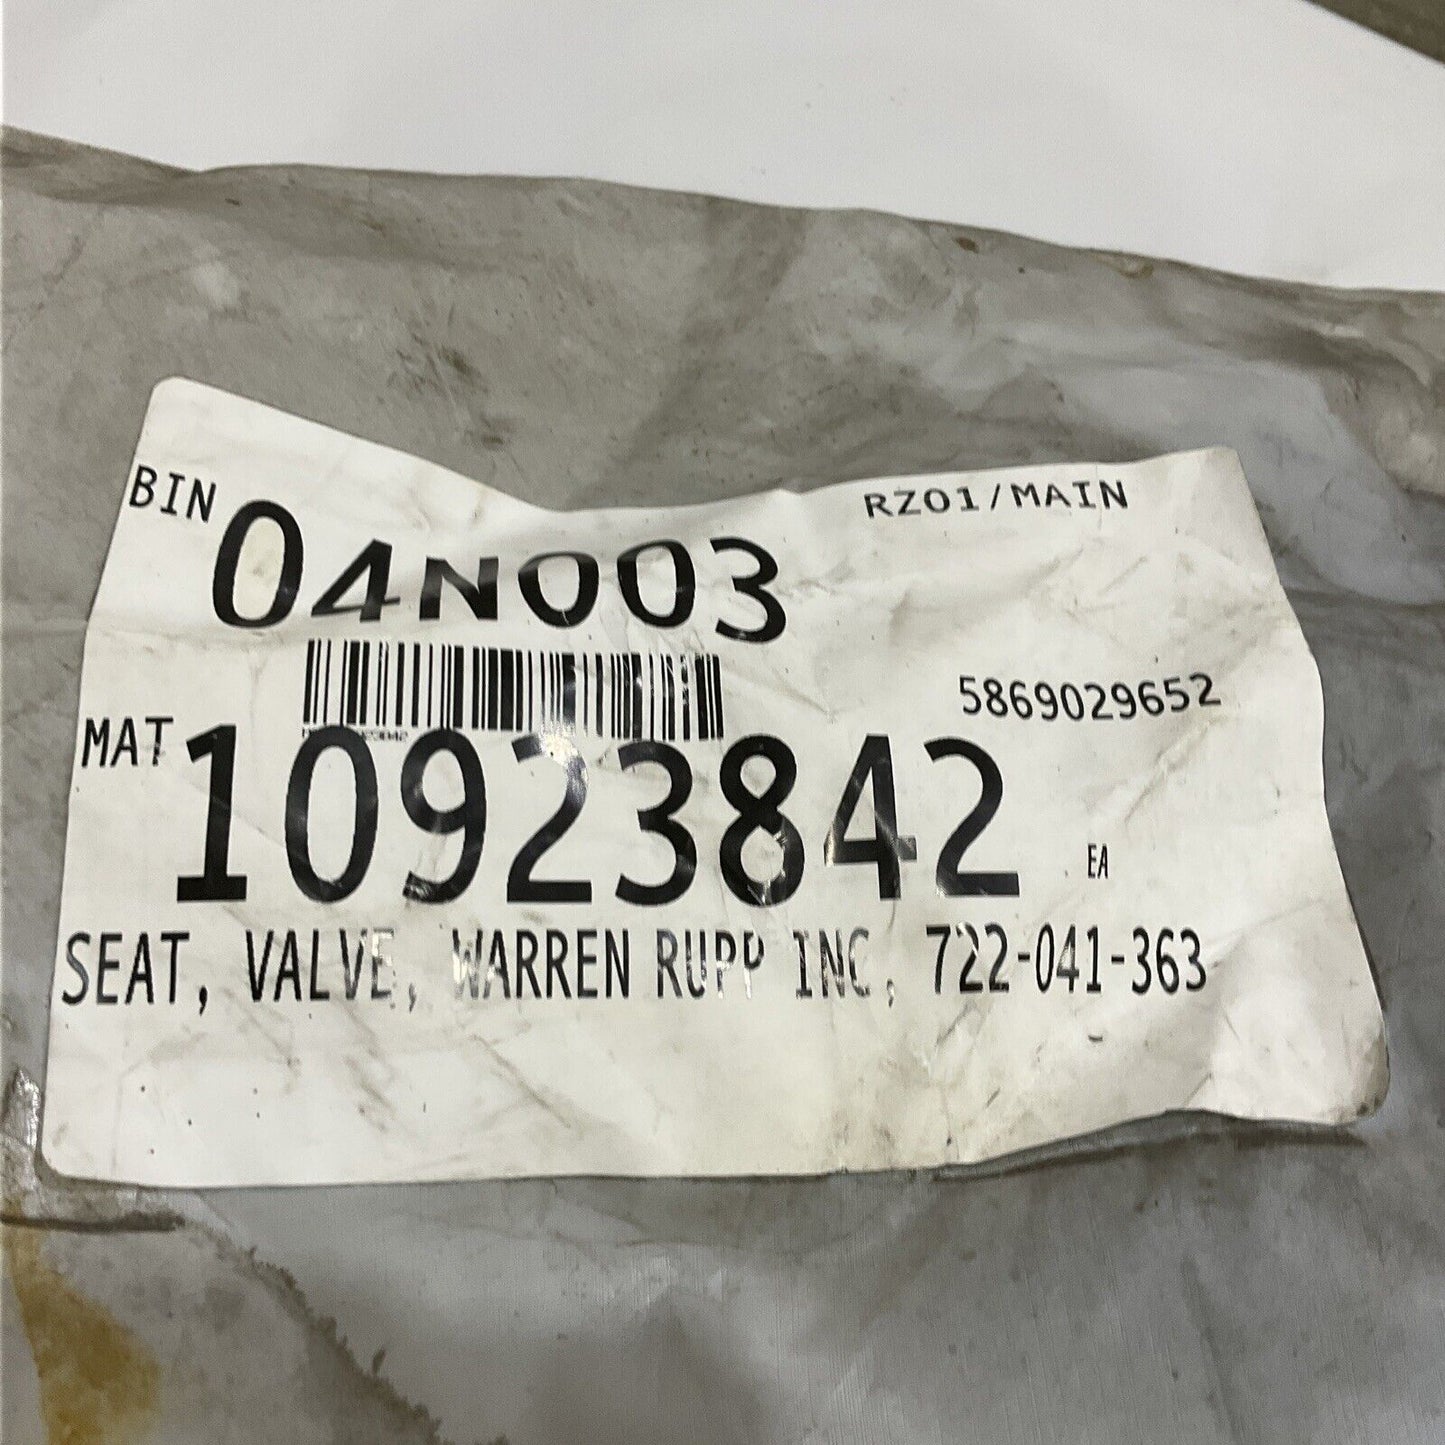 BIN 04N003 RZ01/MAIN
5869029652
MAT 10923842 EA
SEAT, VALVE, WARREN RUPP INC, 722-041-363